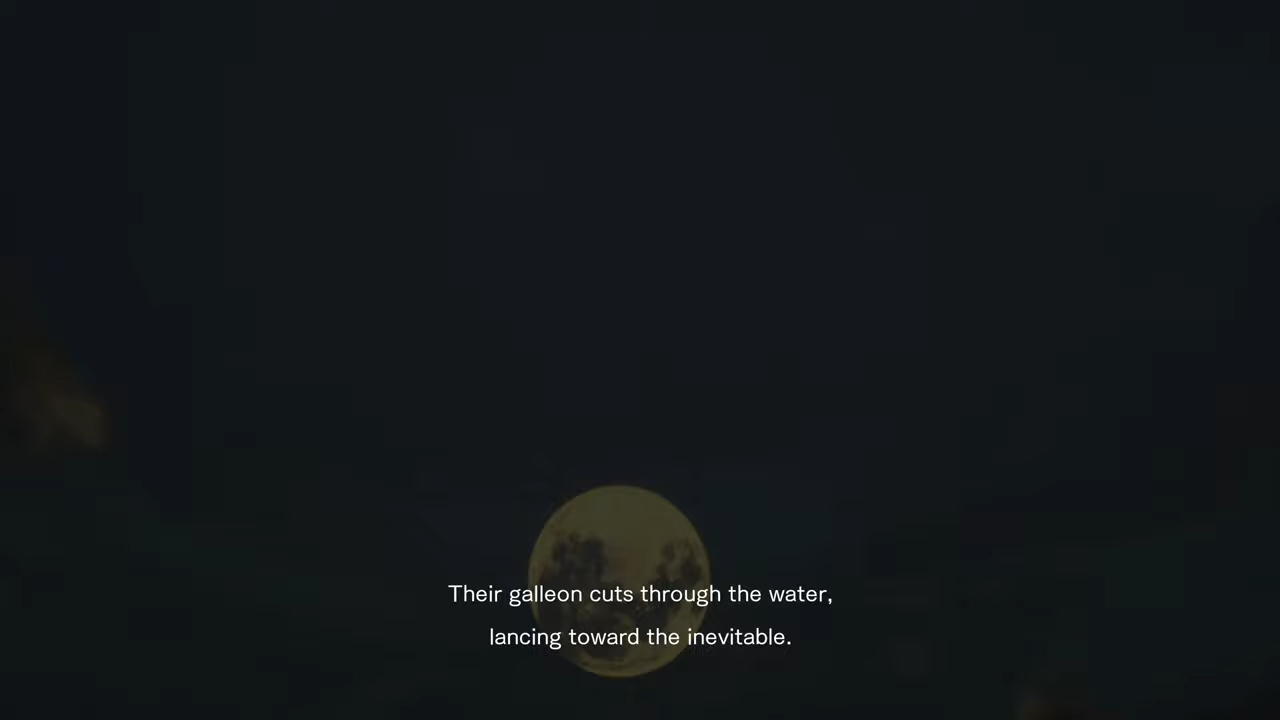 Their galleon cuts through the water,
lancing toward the inevitable.